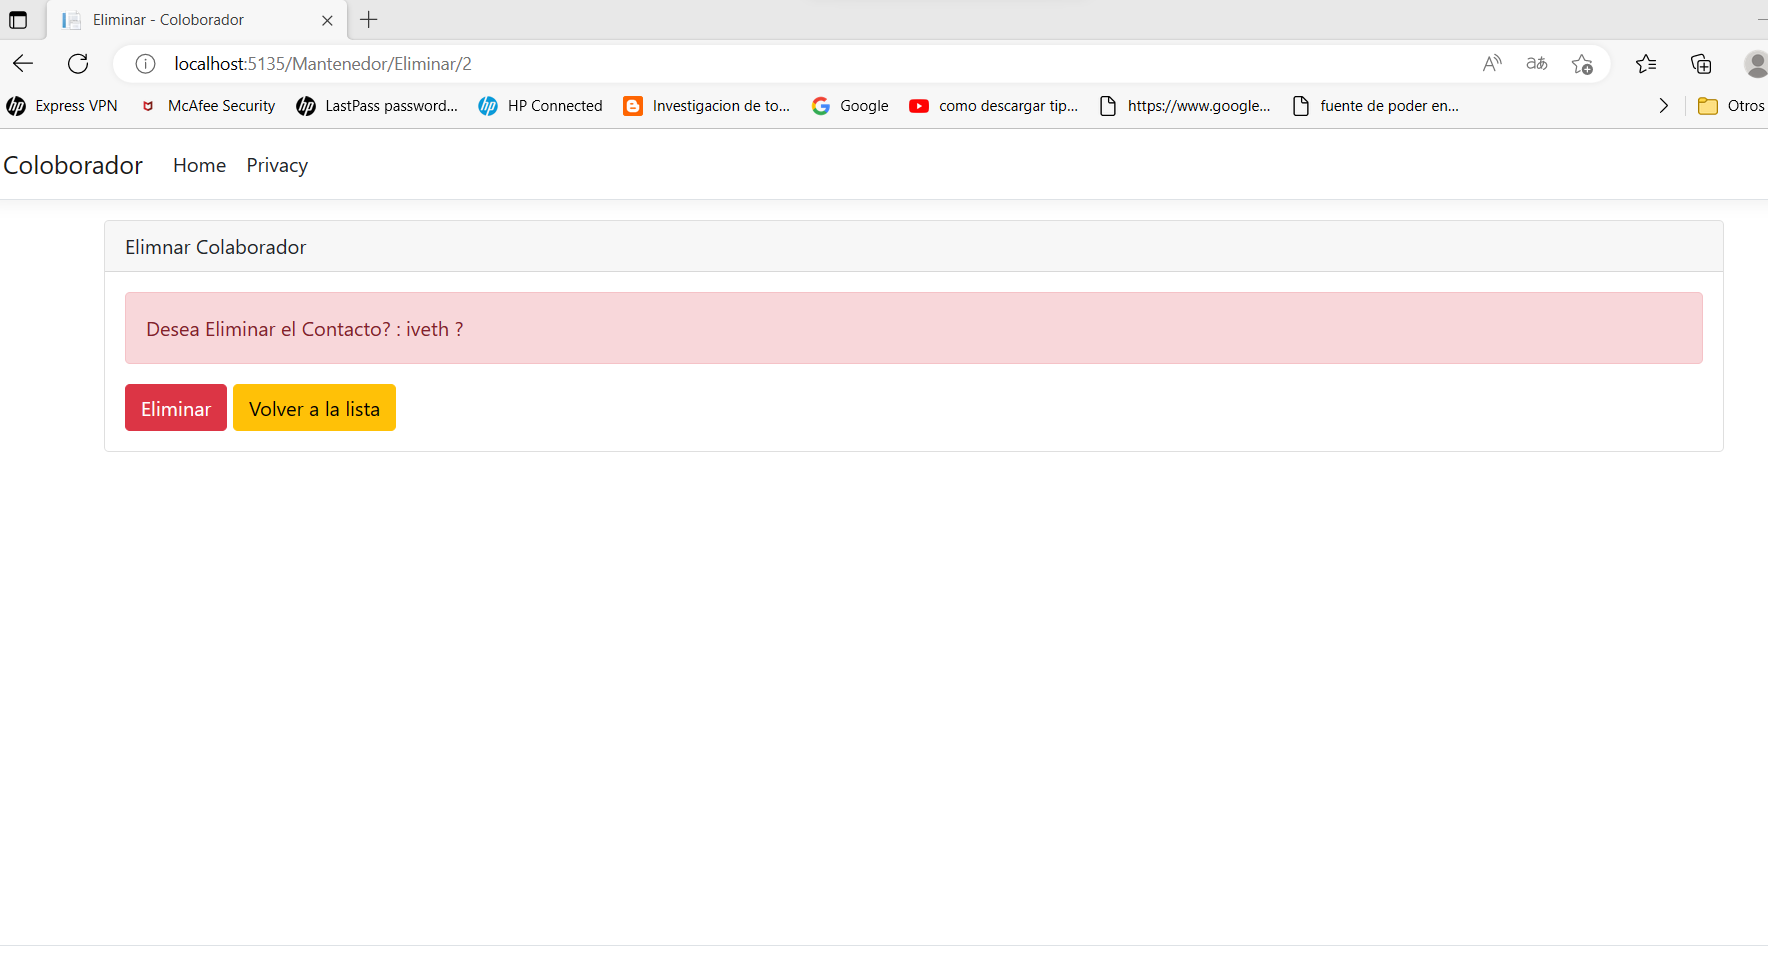 Eliminar - Coloborador
localhost:5135/Mantenedor/Eliminar/2
Express VPN McAfee Security LastPass password... HP Connected Investigacion de to... Google como descargar tip... https://www.google... fuente de poder en... Otros
Coloborador Home Privacy
Elimnar Colaborador
Desea Eliminar el Contacto? : iveth ?
Eliminar Volver a la lista